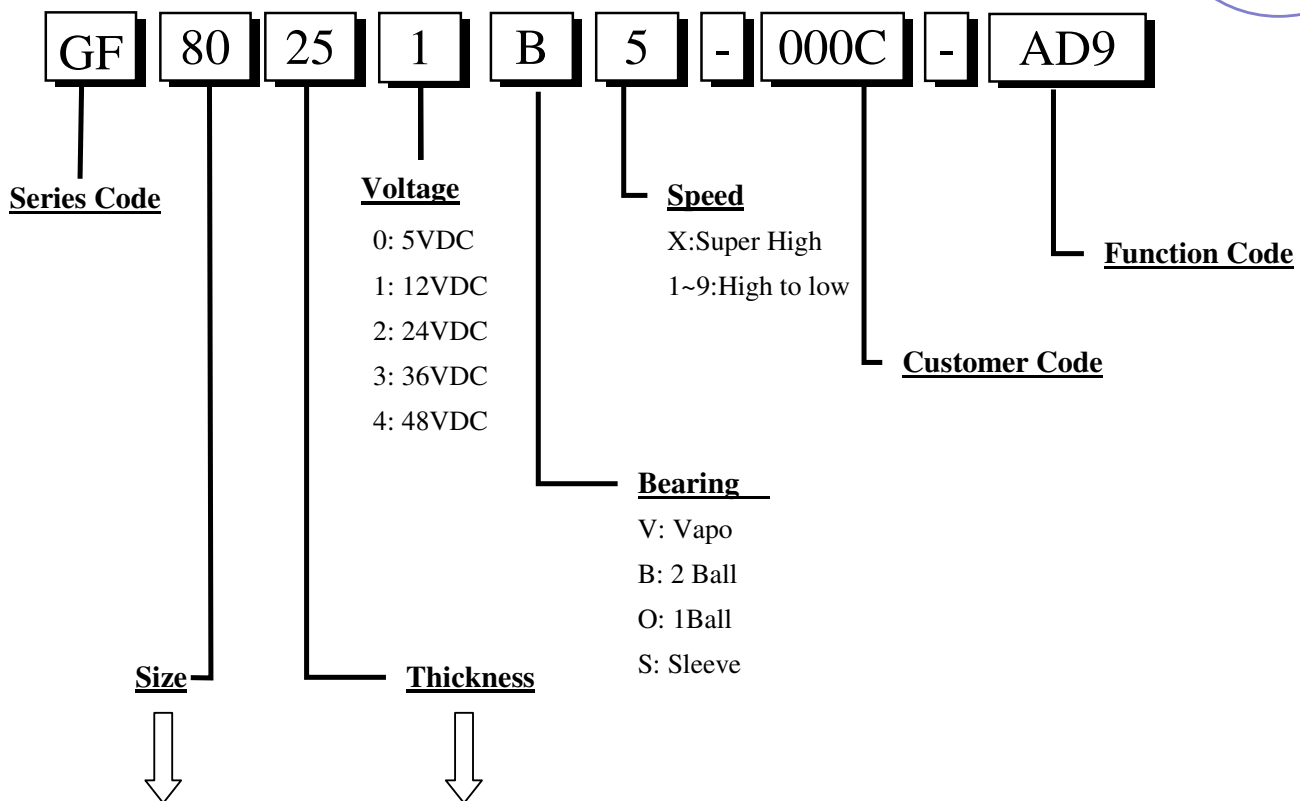 GF 80 25 1 B 5 - 000C - AD9
Series Code
Voltage
0: 5VDC
1: 12VDC
2: 24VDC
3: 36VDC
4: 48VDC
Speed
X:Super High
1~9:High to low
Function Code
Customer Code
Bearing
V: Vapo
B: 2 Ball
O: 1Ball
S: Sleeve
Size
Thickness